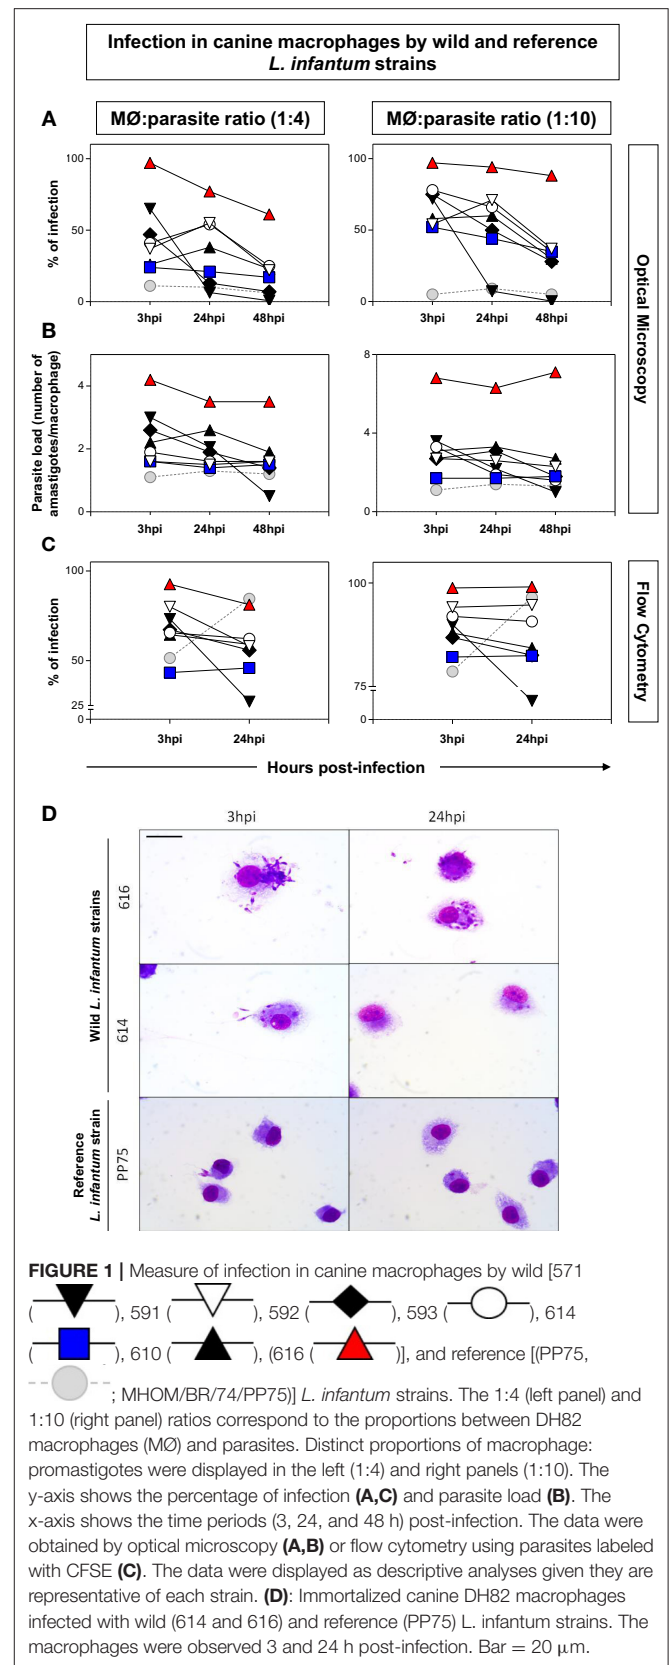 Infection in canine macrophages by wild and reference
L. infantum strains
A
MØ:parasite ratio (1:4)
MØ:parasite ratio (1:10)
% of infection
100
50
0
3hpi
24hpi
48hpi
100
50
0
3hpi
24hpi
48hpi
Optical Microscopy
B
Parasite load (number of
amastigotes/macrophage)
4
2
0
3hpi
24hpi
48hpi
8
4
0
3hpi
24hpi
48hpi
C
% of infection
100
50
25
0
3hpi
24hpi
100
75
0
3hpi
24hpi
Flow Cytometry
Hours post-infection
D
3hpi
24hpi
Wild L. infantum strains
616
614
Reference
L. infantum strain
PP75
FIGURE 1 | Measure of infection in canine macrophages by wild [571
( ), 591 ( ), 592 ( ), 593 ( ), 614
( ), 610 ( ), (616 ( )], and reference [(PP75,
; MHOM/BR/74/PP75)] L. infantum strains. The 1:4 (left panel) and
1:10 (right panel) ratios correspond to the proportions between DH82
macrophages (MØ) and parasites. Distinct proportions of macrophage:
promastigotes were displayed in the left (1:4) and right panels (1:10). The
y-axis shows the percentage of infection (A,C) and parasite load (B). The
x-axis shows the time periods (3, 24, and 48 h) post-infection. The data were
obtained by optical microscopy (A,B) or flow cytometry using parasites labeled
with CFSE (C). The data were displayed as descriptive analyses given they are
representative of each strain. (D): Immortalized canine DH82 macrophages
infected with wild (614 and 616) and reference (PP75) L. infantum strains. The
macrophages were observed 3 and 24 h post-infection. Bar = 20 μm.